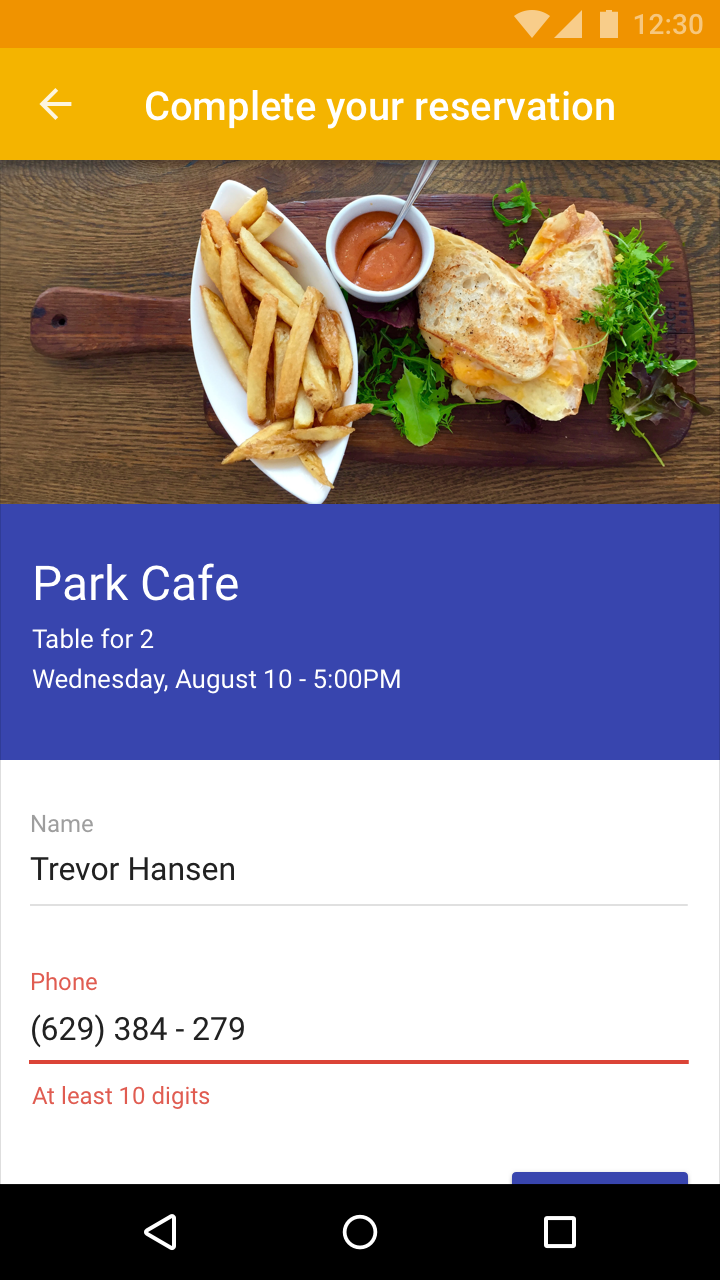 12:30
Complete your reservation
Park Cafe
Table for 2
Wednesday, August 10 - 5:00PM
Name
Trevor Hansen
Phone
(629) 384 - 279
At least 10 digits